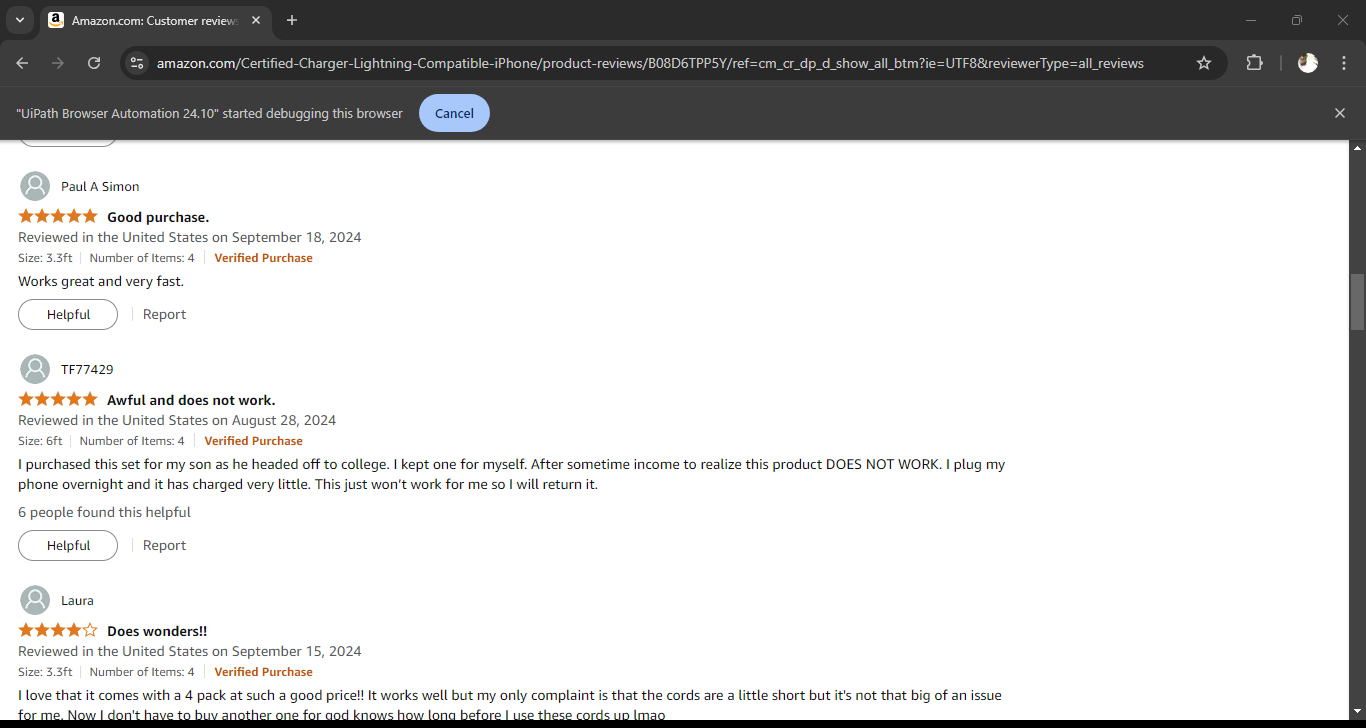 Amazon.com: Customer reviews
amazon.com/Certified-Charger-Lightning-Compatible-iPhone/product-reviews/B08D6TPP5Y/ref=cm_cr_dp_d_show_all_btm?ie=UTF8&reviewerType=all_reviews
"UiPath Browser Automation 24.10" started debugging this browser Cancel
Paul A Simon
Good purchase.
Reviewed in the United States on September 18, 2024
Size: 3.3ft Number of Items: 4 Verified Purchase
Works great and very fast.
Helpful Report
TF77429
Awful and does not work.
Reviewed in the United States on August 28, 2024
Size: 6ft Number of Items: 4 Verified Purchase
I purchased this set for my son as he headed off to college. I kept one for myself. After sometime income to realize this product DOES NOT WORK. I plug my
phone overnight and it has charged very little. This just won’t work for me so I will return it.
6 people found this helpful
Helpful Report
Laura
Does wonders!!
Reviewed in the United States on September 15, 2024
Size: 3.3ft Number of Items: 4 Verified Purchase
I love that it comes with a 4 pack at such a good price!! It works well but my only complaint is that the cords are a little short but it's not that big of an issue
for me. Now I don't have to buy another one for god knows how long before I use these cords up lmao